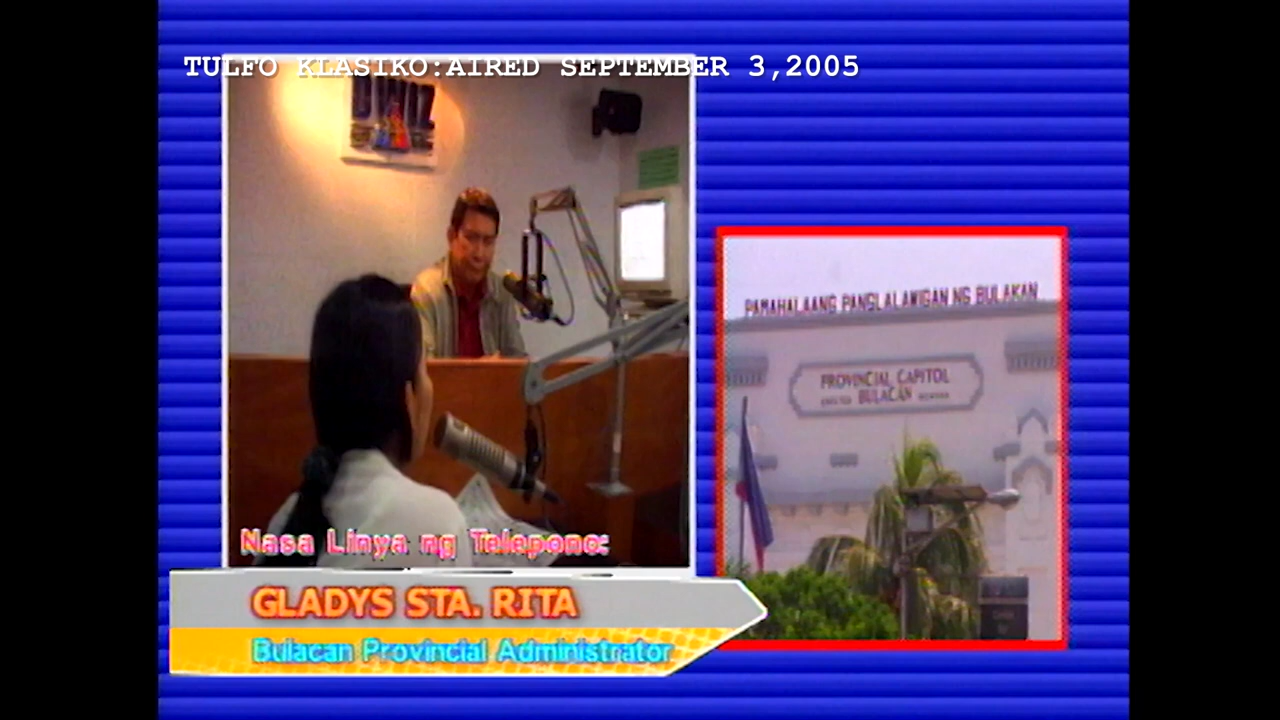 TULFO KLASIKO:AIRED SEPTEMBER 3,2005
PAMAHALAANG PANGLALAWIGAN NG BULAKAN
PROVINCIAL CAPITOL
BULACAN
Nasa Linya ng Telepono:
GLADYS STA. RITA
Bulacan Provincial Administrator